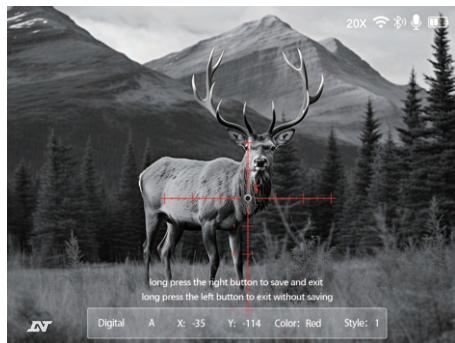 20X
long press the right button to save and exit
long press the left button to exit without saving
Digital A X: -35 Y: -114 Color: Red Style: 1